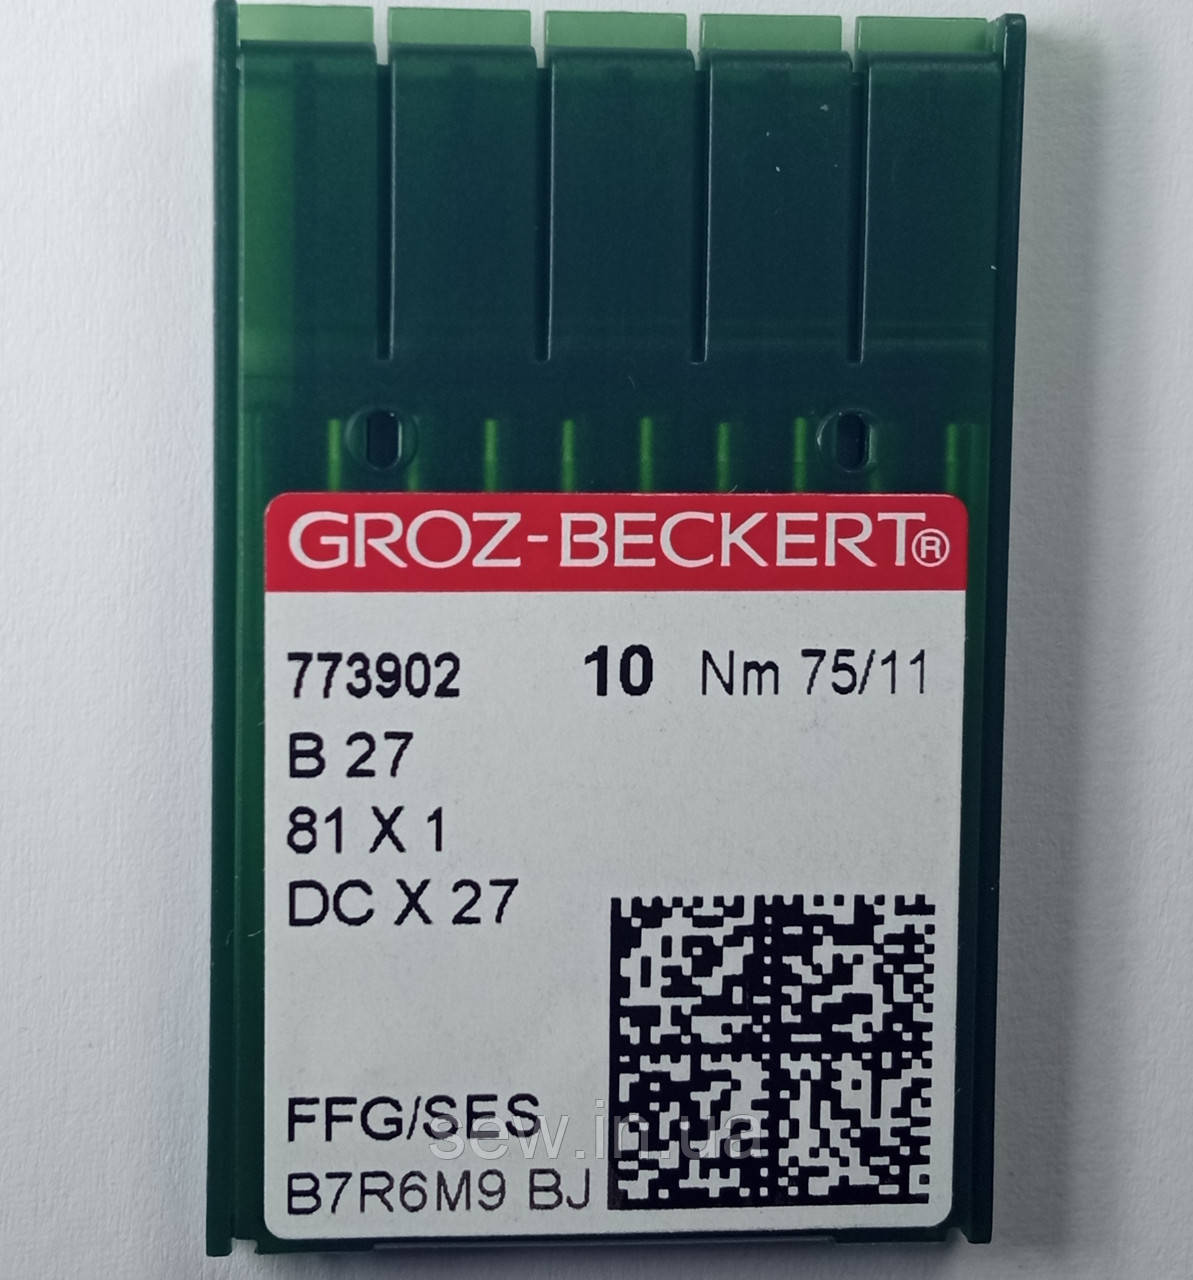 GROZ-BECKERT®
773902 10 Nm 75/11
B 27
81 X 1
DC X 27
FFG/SES
sew.in.ua
B7R6M9 BJ